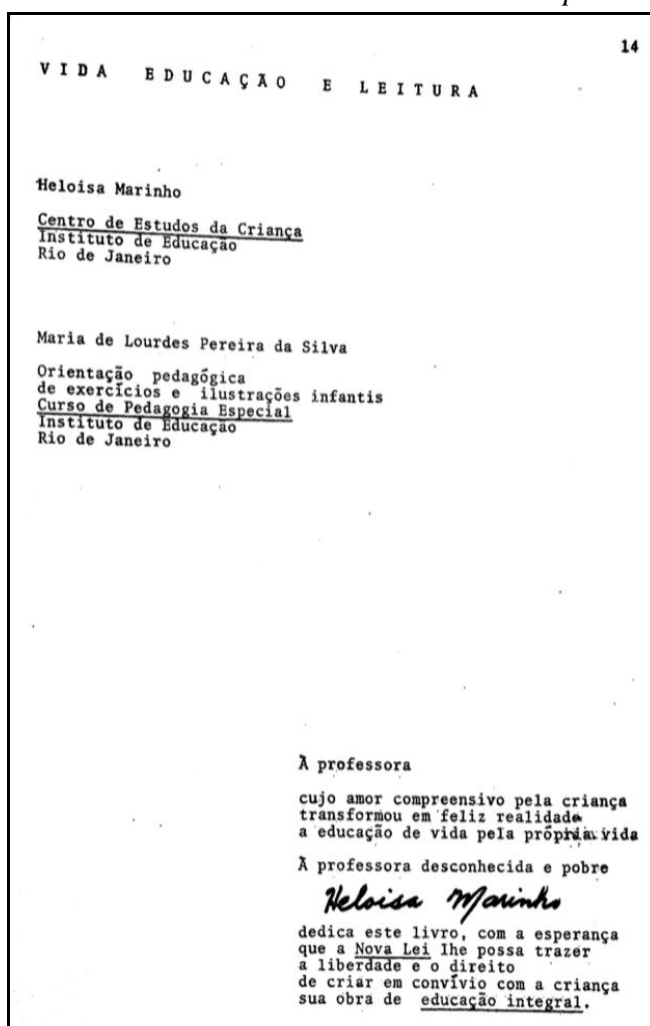 14
VIDA EDUCAÇÃO E LEITURA
Heloisa Marinho
Centro de Estudos da Criança
Instituto de Educação
Rio de Janeiro
Maria de Lourdes Pereira da Silva
Orientação pedagógica
de exercícios e ilustrações infantis
Curso de Pedagogia Especial
Instituto de Educação
Rio de Janeiro
À professora
cujo amor compreensivo pela criança
transformou em feliz realidade
a educação de vida pela própria vida
À professora desconhecida e pobre
Heloisa Marinho
dedica este livro, com a esperança
que a Nova Lei lhe possa trazer
a liberdade e o direito
de criar em convívio com a criança
sua obra de educação integral.